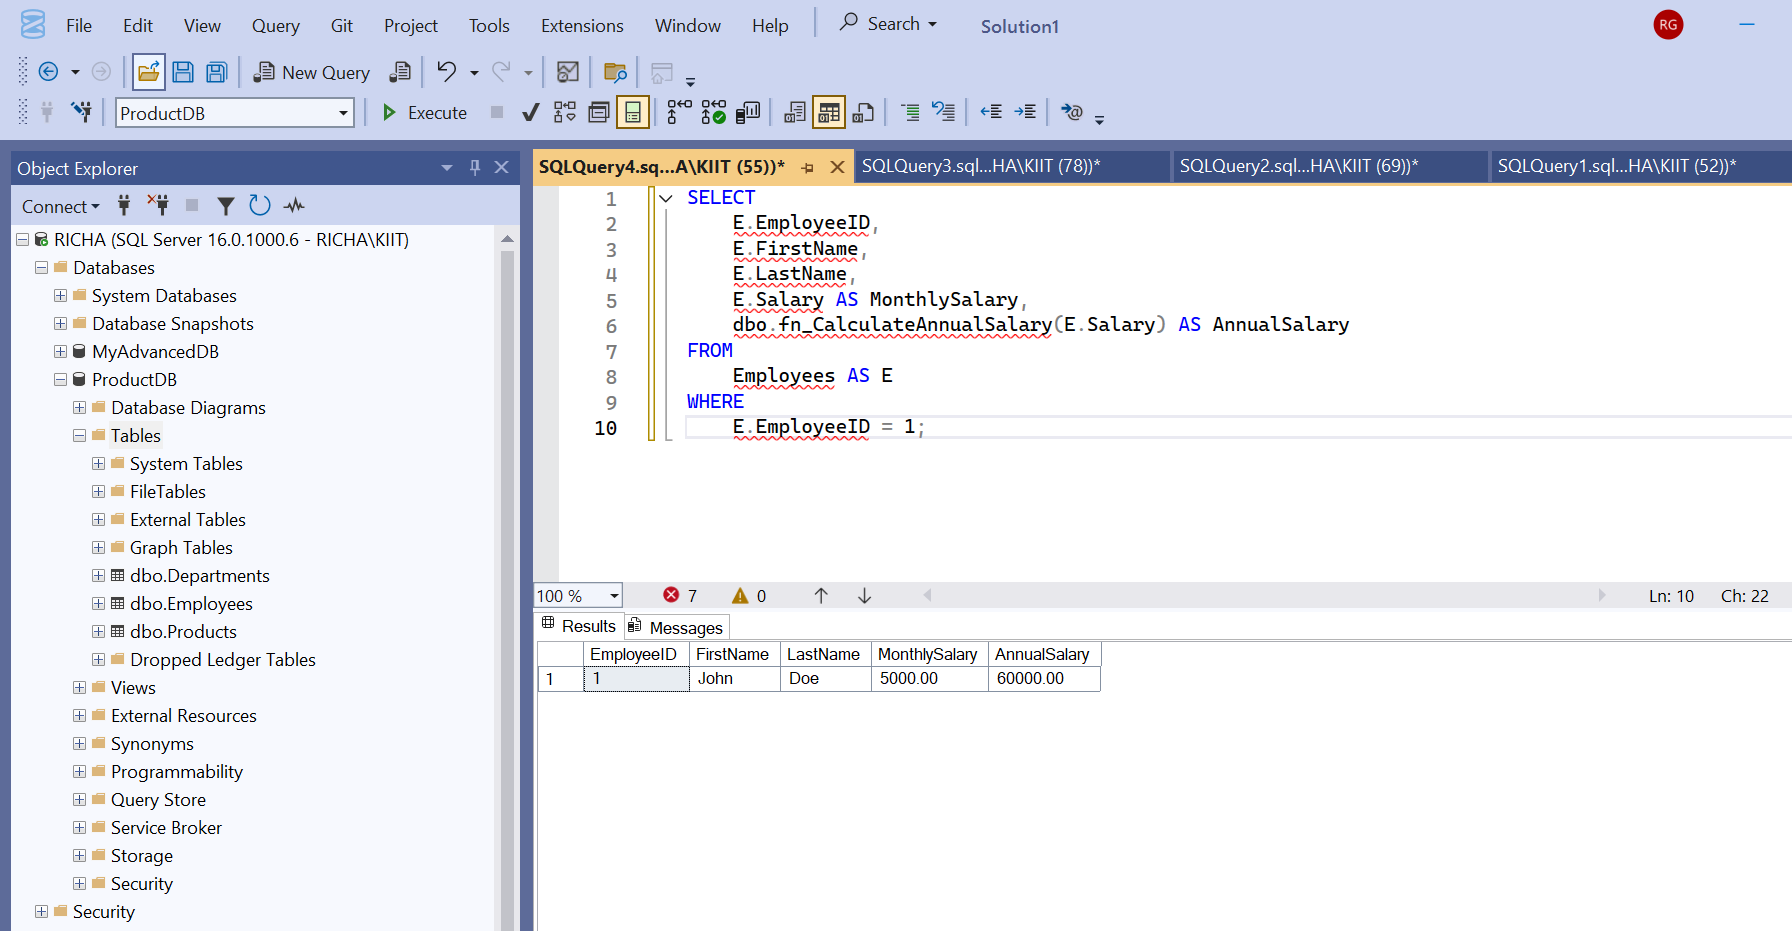 File Edit View Query Git Project Tools Extensions Window Help Search Solution1 RG
New Query
ProductDB Execute
Object Explorer
Connect
RICHA (SQL Server 16.0.1000.6 - RICHA\KIIT)
Databases
System Databases
Database Snapshots
MyAdvancedDB
ProductDB
Database Diagrams
Tables
System Tables
FileTables
External Tables
Graph Tables
dbo.Departments
dbo.Employees
dbo.Products
Dropped Ledger Tables
Views
External Resources
Synonyms
Programmability
Query Store
Service Broker
Storage
Security
Security
SQLQuery4.sq...A\KIIT (55))* SQLQuery3.sql...HA\KIIT (78))* SQLQuery2.sql...HA\KIIT (69))* SQLQuery1.sql...HA\KIIT (52))*
1 SELECT
2 E.EmployeeID,
3 E.FirstName,
4 E.LastName,
5 E.Salary AS MonthlySalary,
6 dbo.fn_CalculateAnnualSalary(E.Salary) AS AnnualSalary
7 FROM
8 Employees AS E
9 WHERE
10 E.EmployeeID = 1;
100 % 7 0 Ln: 10 Ch: 22
Results Messages
EmployeeID FirstName LastName MonthlySalary AnnualSalary
1 1 John Doe 5000.00 60000.00